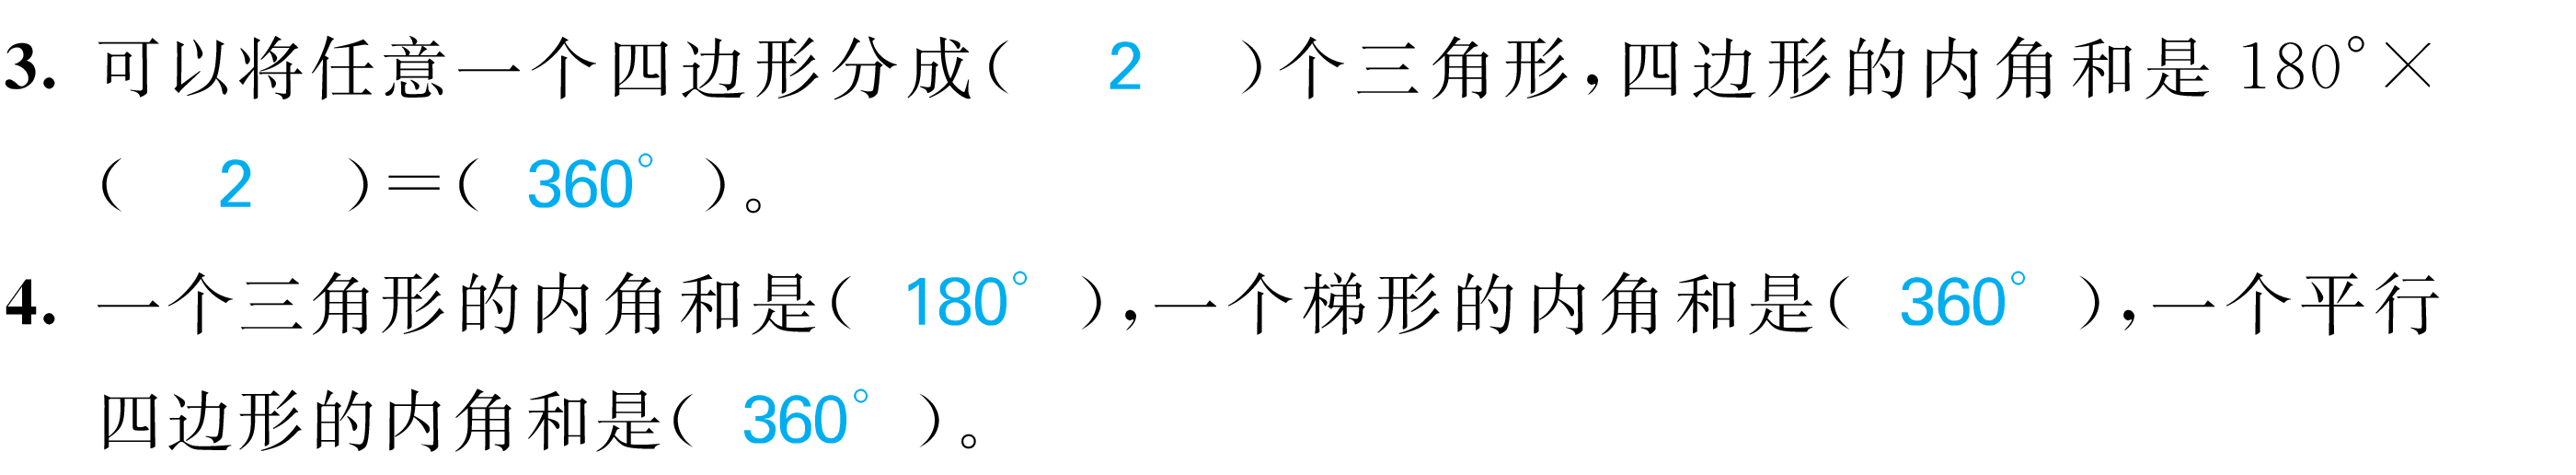 3. 可以将任意一个四边形分成( 2 )个三角形,四边形的内角和是 180°×
( 2 )=( 360° )。
4. 一个三角形的内角和是( 180° ),一个梯形的内角和是( 360° ),一个平行
四边形的内角和是( 360° )。